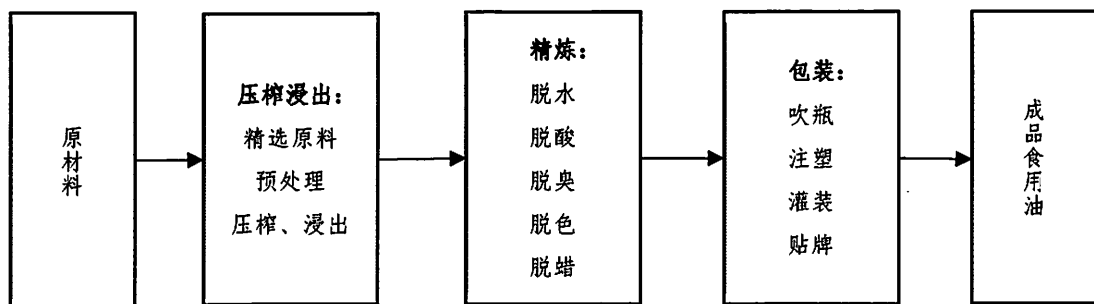 原材料
压榨浸出：
精选原料
预处理
压榨、浸出
精炼：
脱水
脱酸
脱臭
脱色
脱蜡
包装：
吹瓶
注塑
灌装
贴牌
成品食用油